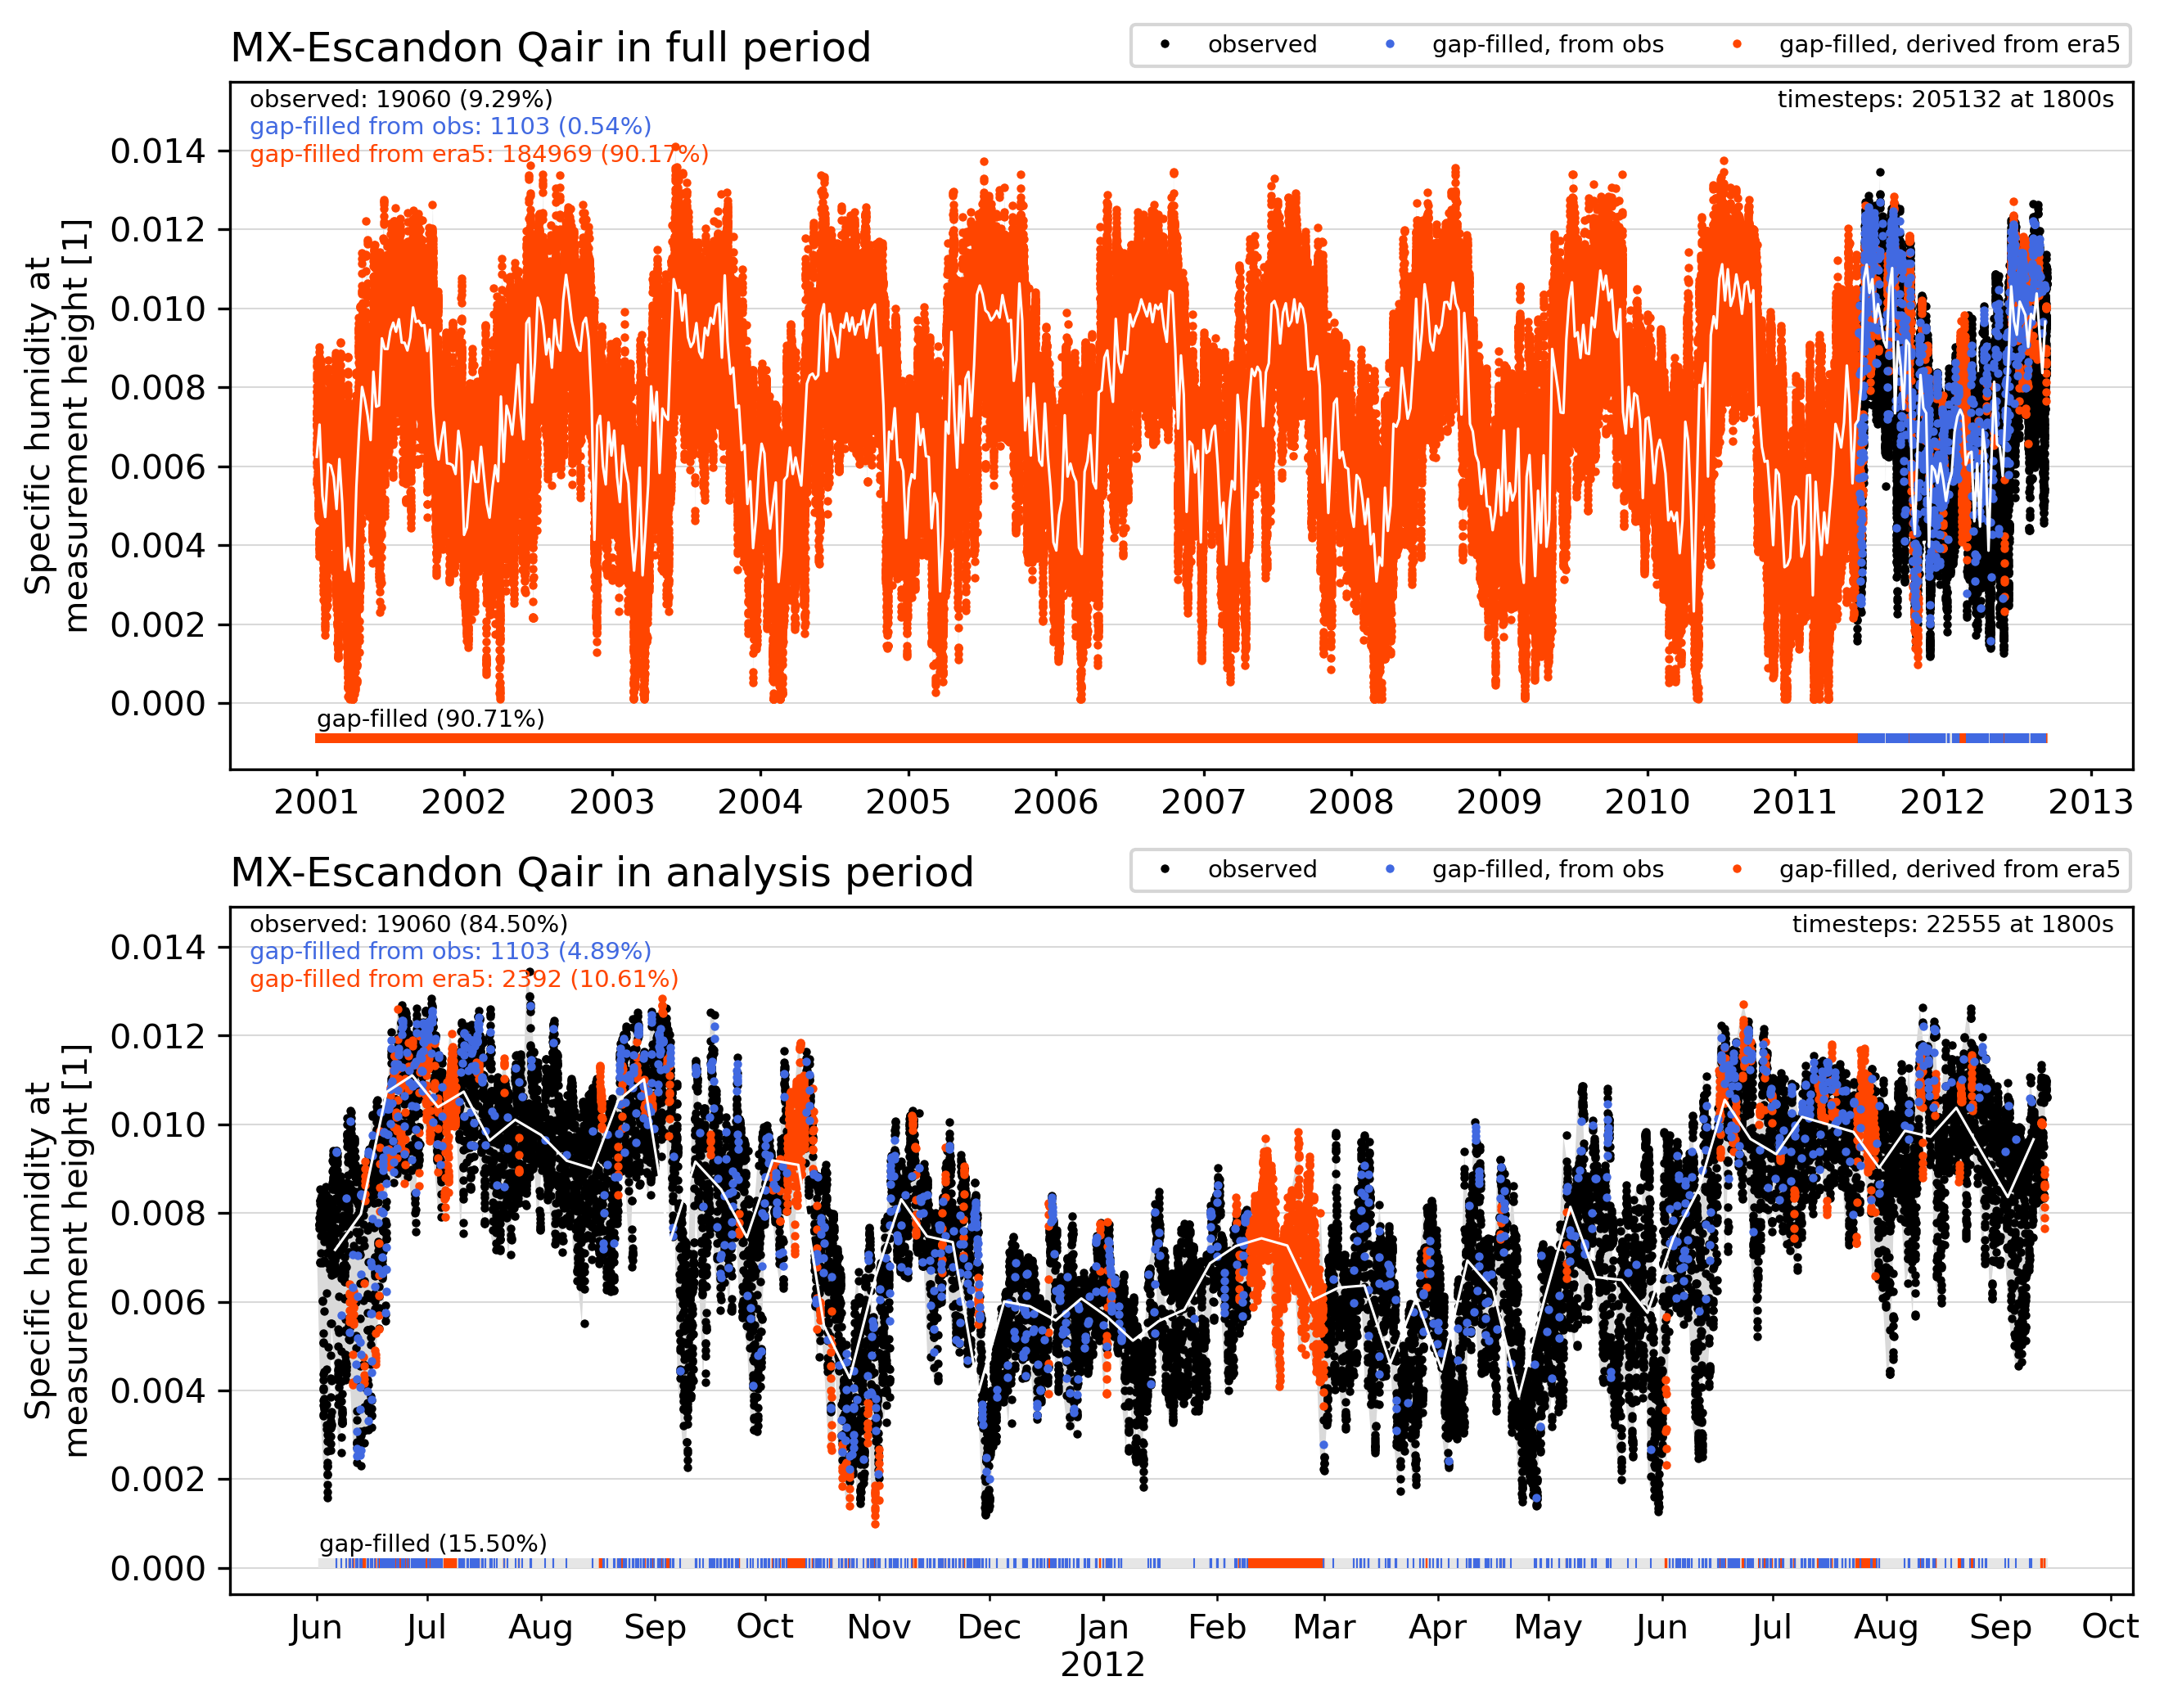 MX-Escandon Qair in full period
observed
gap-filled, from obs
gap-filled, derived from era5
observed: 19060 (9.29%)
gap-filled from obs: 1103 (0.54%)
gap-filled from era5: 184969 (90.17%)
timesteps: 205132 at 1800s
Specific humidity at
measurement height [1]
0.014
0.012
0.010
0.008
0.006
0.004
0.002
0.000
gap-filled (90.71%)
2001 2002 2003 2004 2005 2006 2007 2008 2009 2010 2011 2012 2013
MX-Escandon Qair in analysis period
observed
gap-filled, from obs
gap-filled, derived from era5
observed: 19060 (84.50%)
gap-filled from obs: 1103 (4.89%)
gap-filled from era5: 2392 (10.61%)
timesteps: 22555 at 1800s
Specific humidity at
measurement height [1]
0.014
0.012
0.010
0.008
0.006
0.004
0.002
0.000
gap-filled (15.50%)
Jun Jul Aug Sep Oct Nov Dec Jan Feb Mar Apr May Jun Jul Aug Sep Oct
2012